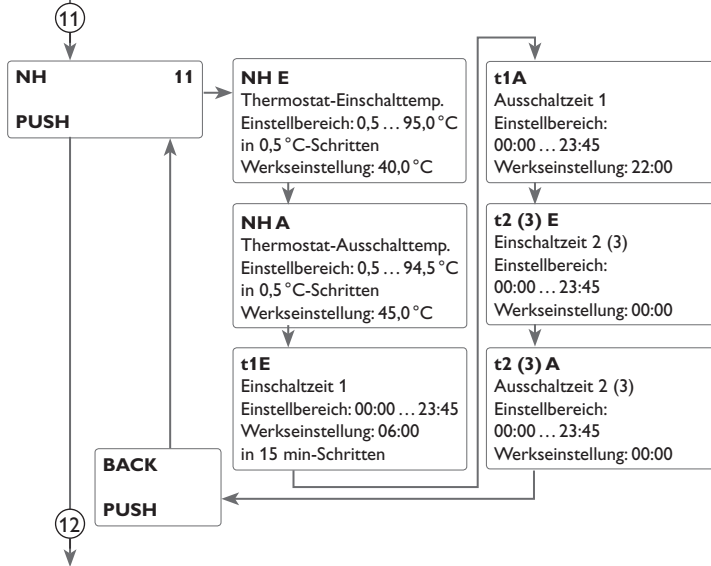 11
NH 11
PUSH
NH E
Thermostat-Einschalttemp.
Einstellbereich: 0,5 … 95,0 °C
in 0,5 °C-Schritten
Werkseinstellung: 40,0 °C
NH A
Thermostat-Ausschalttemp.
Einstellbereich: 0,5 … 94,5 °C
in 0,5 °C-Schritten
Werkseinstellung: 45,0 °C
t1E
Einschaltzeit 1
Einstellbereich: 00:00 … 23:45
Werkseinstellung: 06:00
in 15 min-Schritten
t1A
Ausschaltzeit 1
Einstellbereich:
00:00 … 23:45
Werkseinstellung: 22:00
t2 (3) E
Einschaltzeit 2 (3)
Einstellbereich:
00:00 … 23:45
Werkseinstellung: 00:00
t2 (3) A
Ausschaltzeit 2 (3)
Einstellbereich:
00:00 … 23:45
Werkseinstellung: 00:00
BACK
PUSH
12